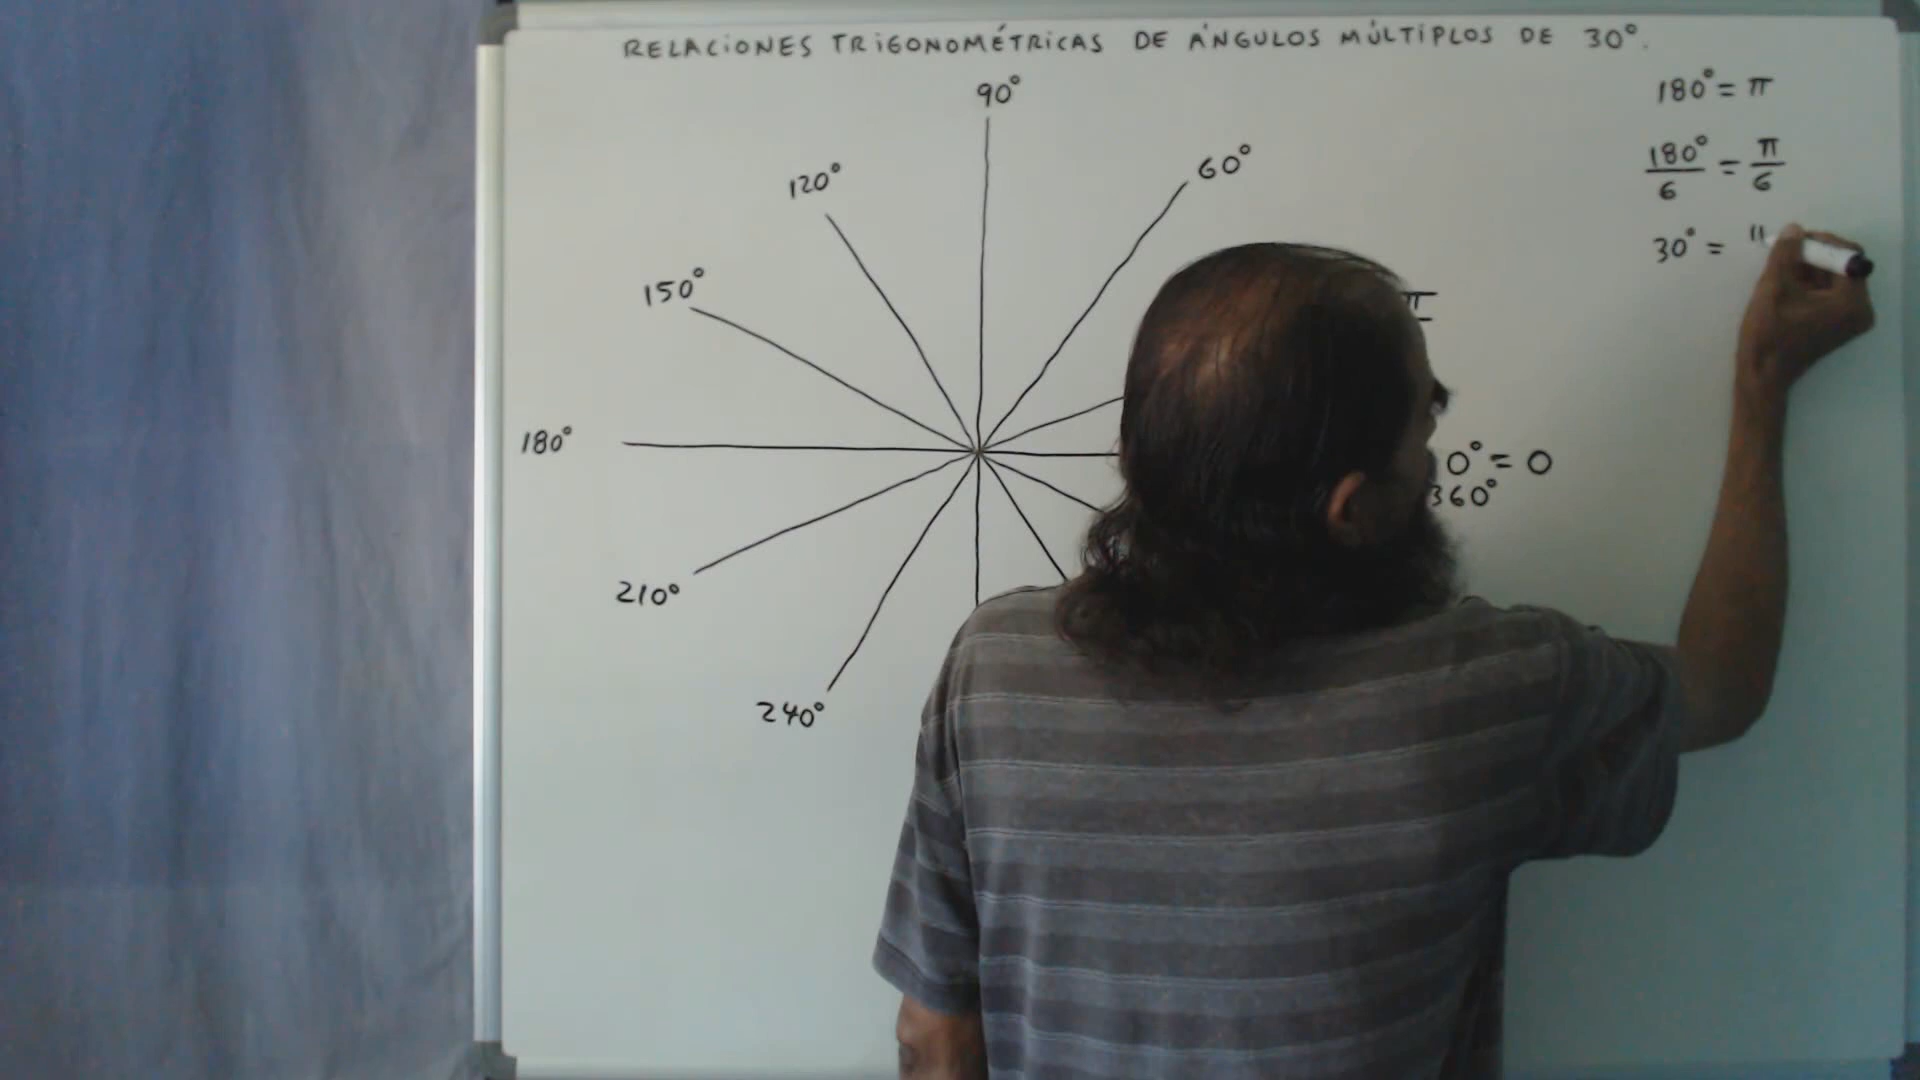 RELACIONES TRIGONOMÉTRICAS DE ÁNGULOS MÚLTIPLOS DE 30°.
180° = π
180°/6 = π/6
30° =
90°
60°
120°
150°
π
180°
0° = 0
360°
210°
240°